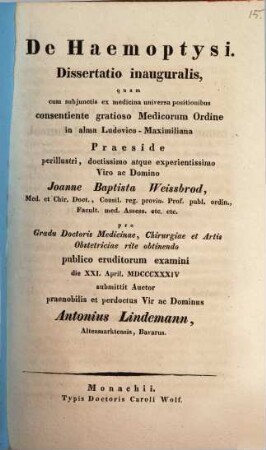 15.
De Haemoptysi.
Dissertatio inauguralis,
quam
cum subjunctis ex medicina universa positionibus
consentiente gratioso Medicorum Ordine
in alma Ludovico-Maximiliana
Praeside
perillustri, doctissimo atque experientissimo
Viro ac Domino
Joanne Baptista Weissbrod,
Med. et Chir. Doct., Consil. reg. provin. Prof. publ. ordin.,
Facult. med. Assess. etc. etc.
pro
Gradu Doctoris Medicinae, Chirurgiae et Artis
Obstetriciae rite obtinendo
publico eruditorum examini
die XXI. April. MDCCCXXXIV
submittit Auctor
praenobilis et perdoctus Vir ac Dominus
Antonius Lindemann,
Altomarktensis, Bavarus.
Monachii.
Typis Doctoris Caroli Wolf.